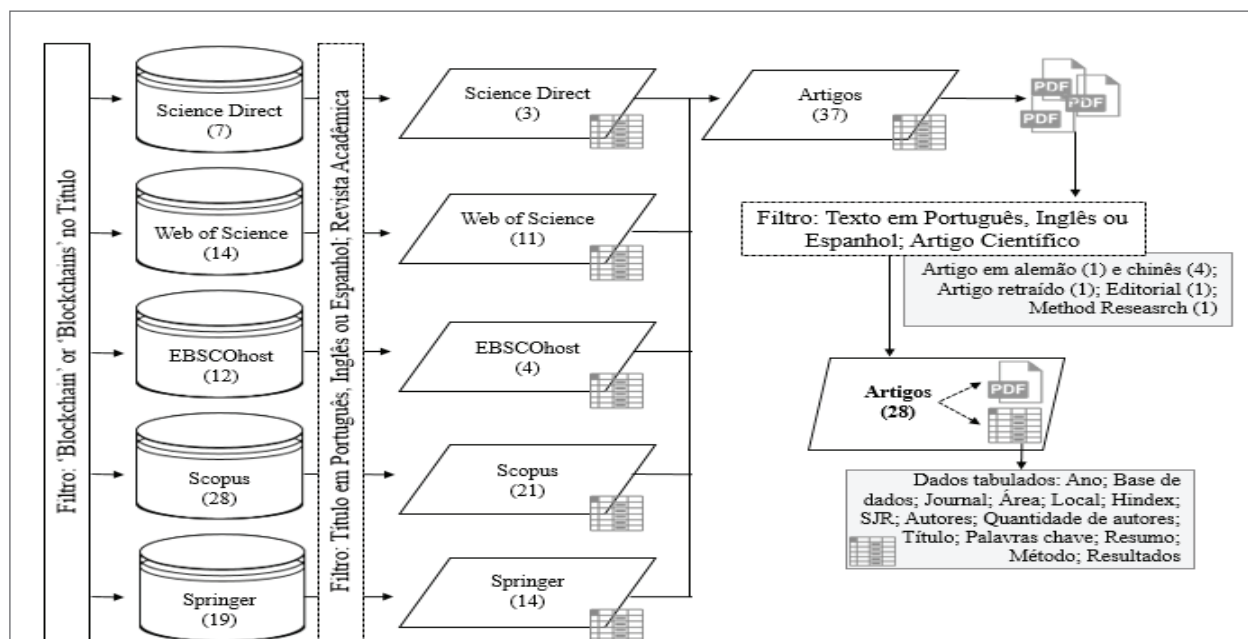 Filtro: 'Blockchain' or 'Blockchains' no Título
Science Direct
(7)
Web of Science
(14)
EBSCOhost
(12)
Scopus
(28)
Springer
(19)
Filtro: Título em Português, Inglês ou Espanhol; Revista Acadêmica
Science Direct
(3)
Web of Science
(11)
EBSCOhost
(4)
Scopus
(21)
Springer
(14)
Artigos
(37)
PDF
PDF
PDF
Filtro: Texto em Português, Inglês ou
Espanhol; Artigo Científico
Artigo em alemão (1) e chinês (4);
Artigo retraído (1); Editorial (1);
Method Researsrch (1)
Artigos
(28)
PDF
Dados tabulados: Ano; Base de
dados; Journal; Área; Local; Hindex;
SJR; Autores; Quantidade de autores;
Título; Palavras chave; Resumo;
Método; Resultados